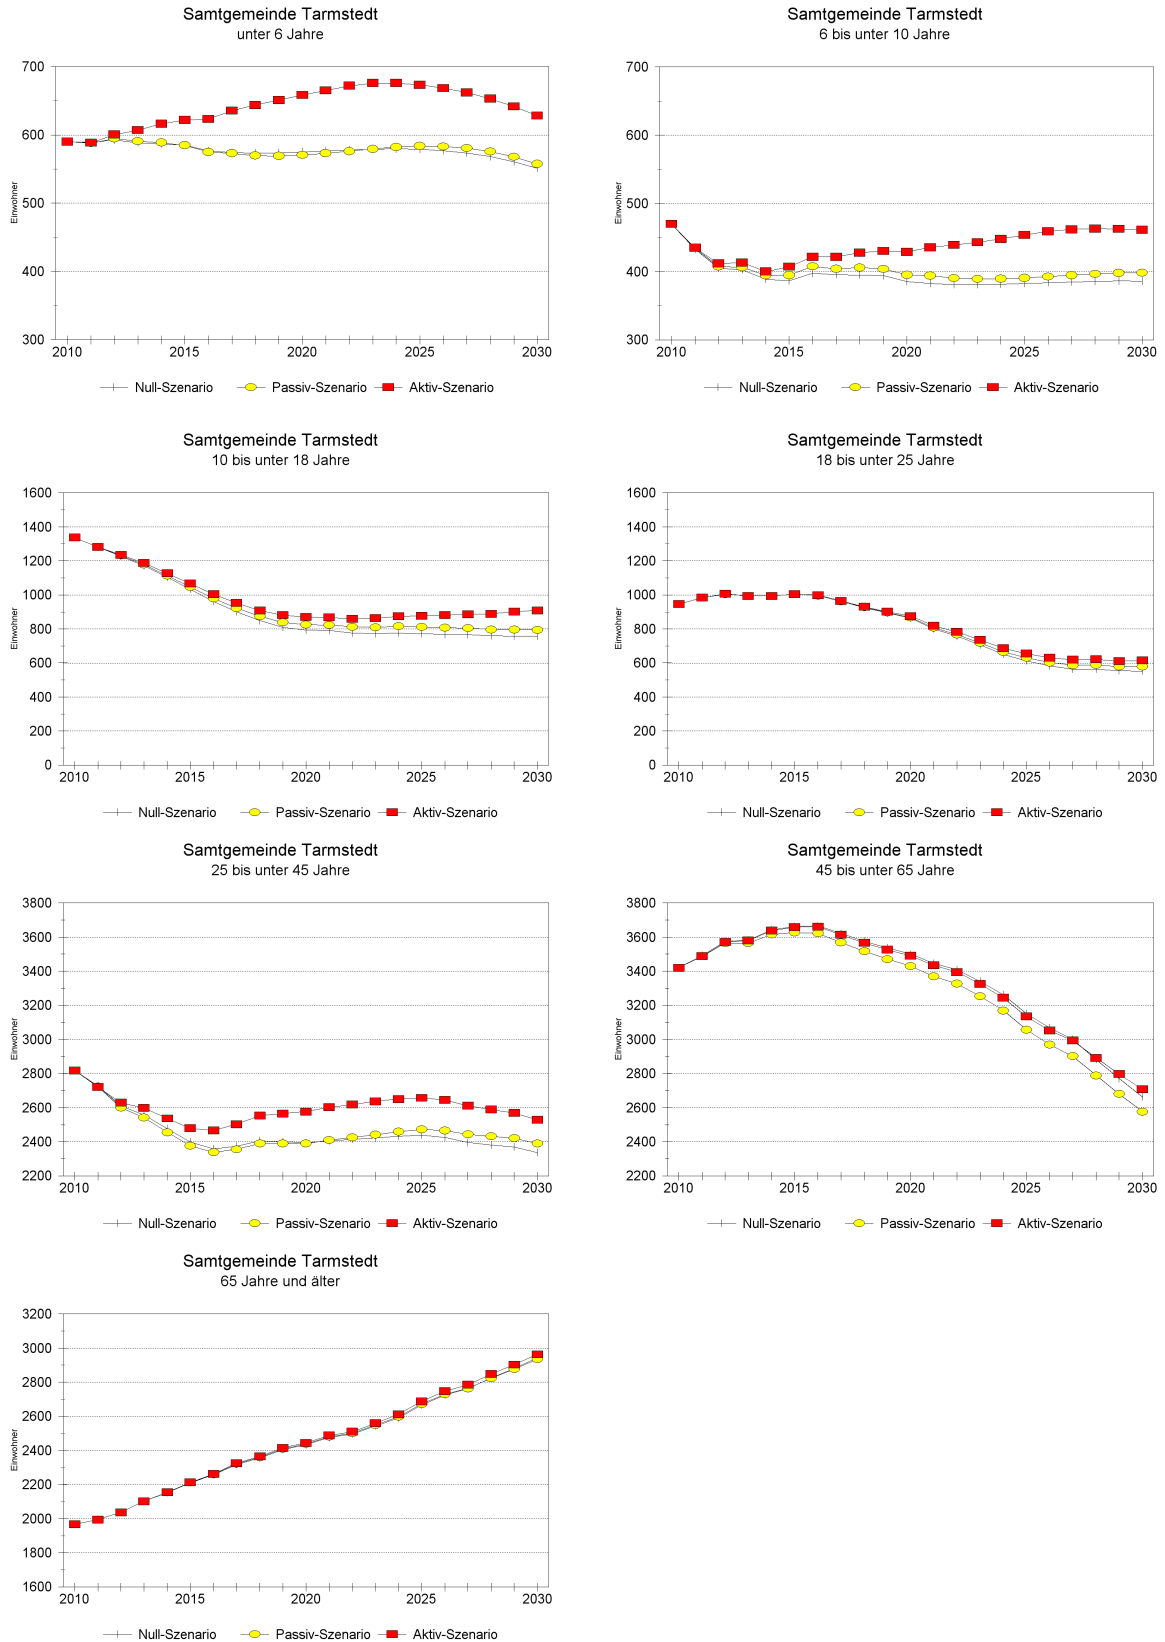 Samtgemeinde Tarmstedt
unter 6 Jahre
700
600
500
400
300
Einwohner
2010 2015 2020 2025 2030
Null-Szenario Passiv-Szenario Aktiv-Szenario
Samtgemeinde Tarmstedt
6 bis unter 10 Jahre
700
600
500
400
300
Einwohner
2010 2015 2020 2025 2030
Null-Szenario Passiv-Szenario Aktiv-Szenario
Samtgemeinde Tarmstedt
10 bis unter 18 Jahre
1600
1400
1200
1000
800
600
400
200
0
Einwohner
2010 2015 2020 2025 2030
Null-Szenario Passiv-Szenario Aktiv-Szenario
Samtgemeinde Tarmstedt
18 bis unter 25 Jahre
1600
1400
1200
1000
800
600
400
200
0
Einwohner
2010 2015 2020 2025 2030
Null-Szenario Passiv-Szenario Aktiv-Szenario
Samtgemeinde Tarmstedt
25 bis unter 45 Jahre
3800
3600
3400
3200
3000
2800
2600
2400
2200
Einwohner
2010 2015 2020 2025 2030
Null-Szenario Passiv-Szenario Aktiv-Szenario
Samtgemeinde Tarmstedt
45 bis unter 65 Jahre
3800
3600
3400
3200
3000
2800
2600
2400
2200
Einwohner
2010 2015 2020 2025 2030
Null-Szenario Passiv-Szenario Aktiv-Szenario
Samtgemeinde Tarmstedt
65 Jahre und älter
3200
3000
2800
2600
2400
2200
2000
1800
1600
Einwohner
2010 2015 2020 2025 2030
Null-Szenario Passiv-Szenario Aktiv-Szenario